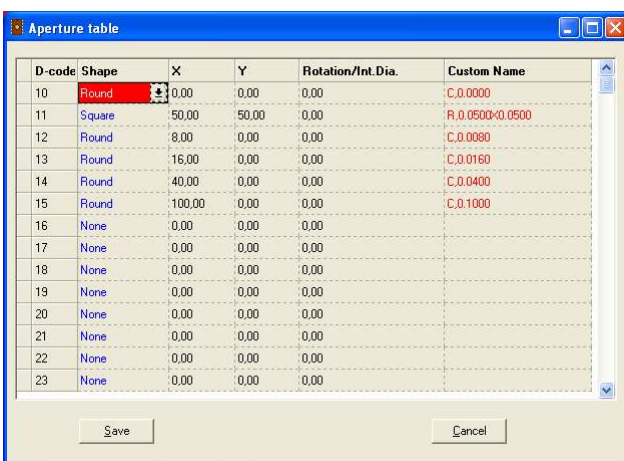 Aperture table
D-code Shape X Y Rotation/Int.Dia. Custom Name
10 Round 0,00 0,00 0,00 C,0.0000
11 Square 50,00 50,00 0,00 R,0.0500X0.0500
12 Round 8,00 0,00 0,00 C,0.0080
13 Round 16,00 0,00 0,00 C,0.0160
14 Round 40,00 0,00 0,00 C,0.0400
15 Round 100,00 0,00 0,00 C,0.1000
16 None 0,00 0,00 0,00
17 None 0,00 0,00 0,00
18 None 0,00 0,00 0,00
19 None 0,00 0,00 0,00
20 None 0,00 0,00 0,00
21 None 0,00 0,00 0,00
22 None 0,00 0,00 0,00
23 None 0,00 0,00 0,00
Save Cancel